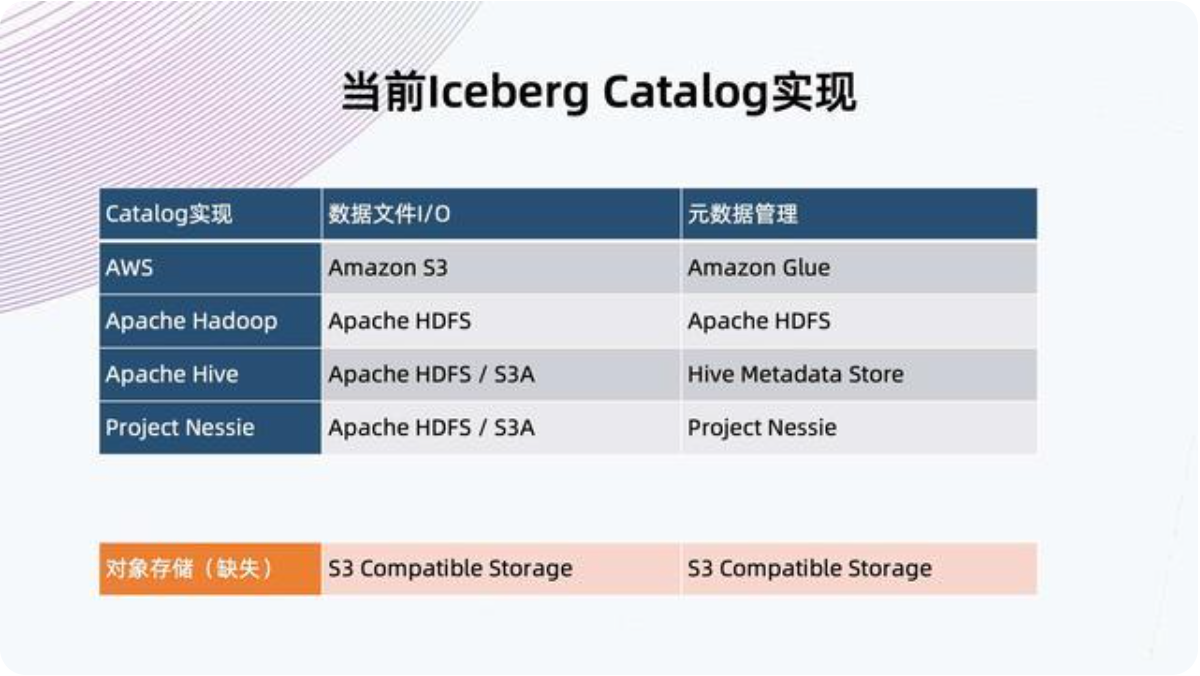 当前Iceberg Catalog实现
Catalog实现 数据文件I/O 元数据管理
AWS Amazon S3 Amazon Glue
Apache Hadoop Apache HDFS Apache HDFS
Apache Hive Apache HDFS / S3A Hive Metadata Store
Project Nessie Apache HDFS / S3A Project Nessie
对象存储（缺失） S3 Compatible Storage S3 Compatible Storage